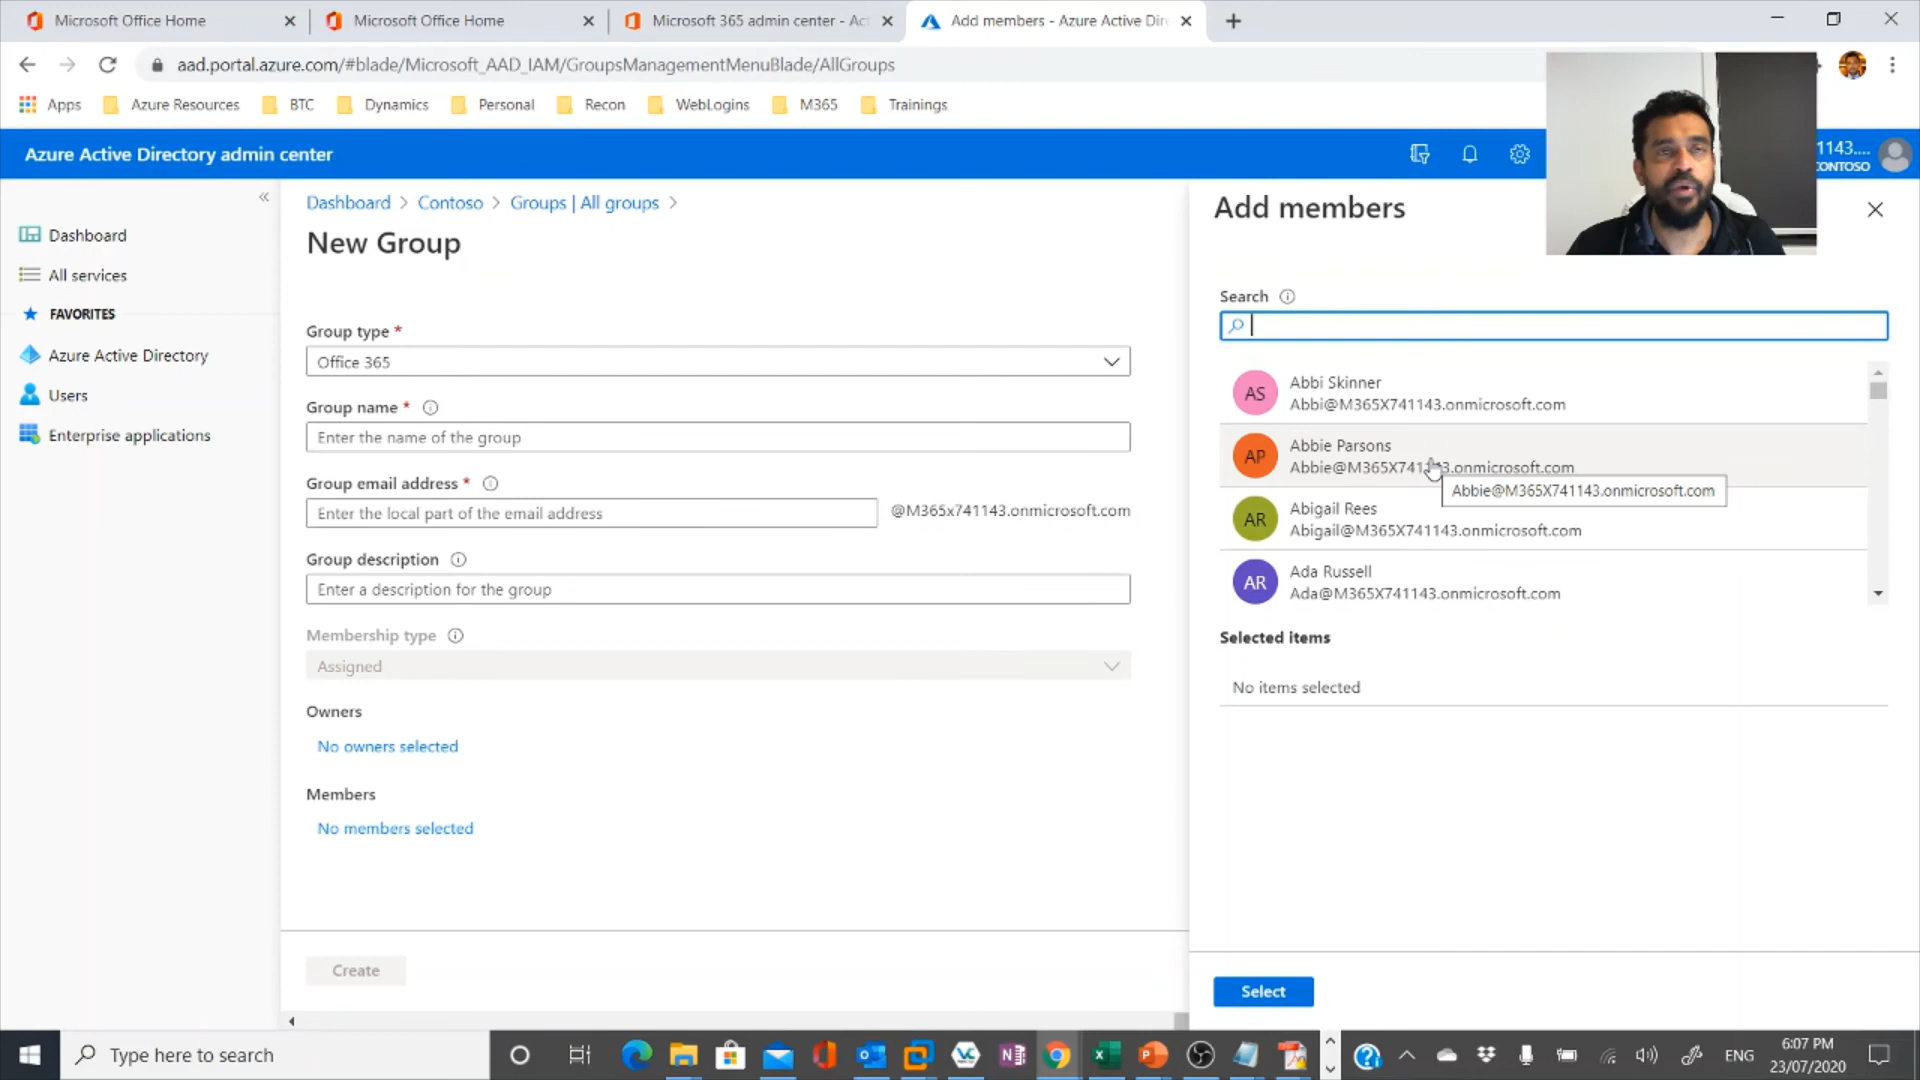 Microsoft Office Home
Microsoft Office Home
Microsoft 365 admin center - Act
Add members - Azure Active Dir
aad.portal.azure.com/#blade/Microsoft_AAD_IAM/GroupsManagementMenuBlade/AllGroups
Apps Azure Resources BTC Dynamics Personal Recon WebLogins M365 Trainings
Azure Active Directory admin center
1143....
CONTOSO
Dashboard
All services
FAVORITES
Azure Active Directory
Users
Enterprise applications
Dashboard > Contoso > Groups | All groups >
New Group
Group type *
Office 365
Group name *
Enter the name of the group
Group email address *
Enter the local part of the email address
@M365x741143.onmicrosoft.com
Group description
Enter a description for the group
Membership type
Assigned
Owners
No owners selected
Members
No members selected
Create
Add members
Search
AS
Abbi Skinner
Abbi@M365X741143.onmicrosoft.com
AP
Abbie Parsons
Abbie@M365X741143.onmicrosoft.com
Abbie@M365X741143.onmicrosoft.com
AR
Abigail Rees
Abigail@M365X741143.onmicrosoft.com
AR
Ada Russell
Ada@M365X741143.onmicrosoft.com
Selected items
No items selected
Select
Type here to search
ENG
6:07 PM
23/07/2020